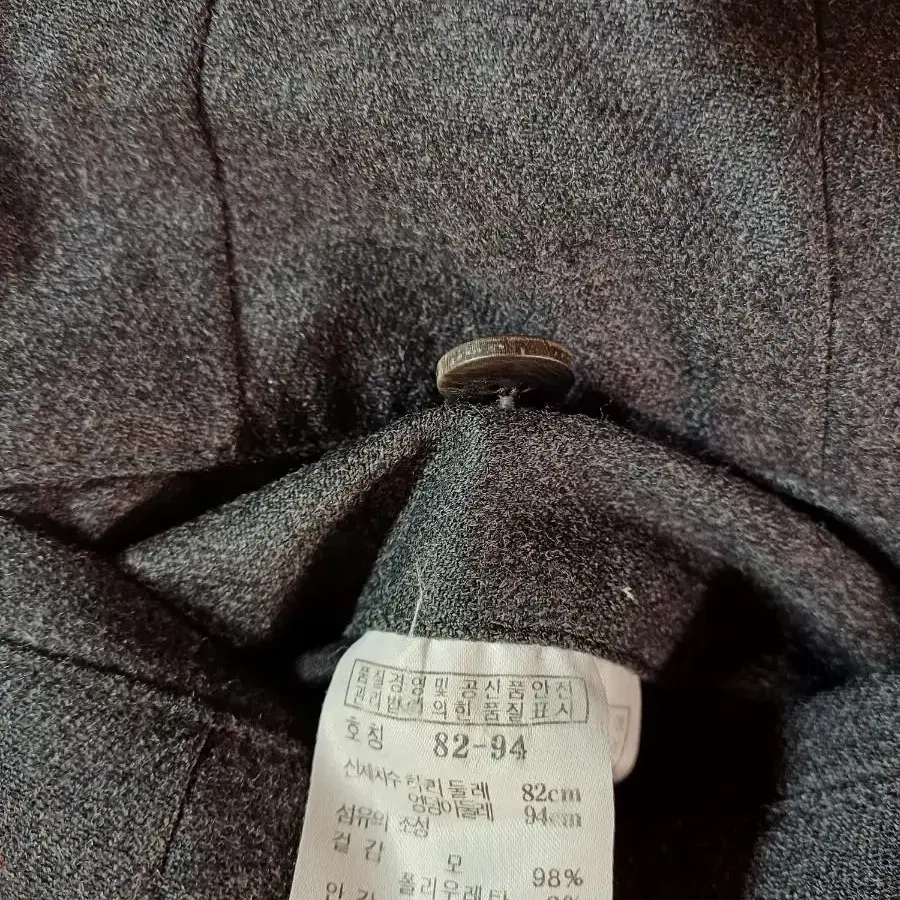 품질경영및공산품안전
관리법에의한 품질표시
호칭 82-94
신체치수 허리둘레 82cm
엉덩이둘레 94cm
섬유의 조성
겉감 모 98%
폴리우레탄
안감